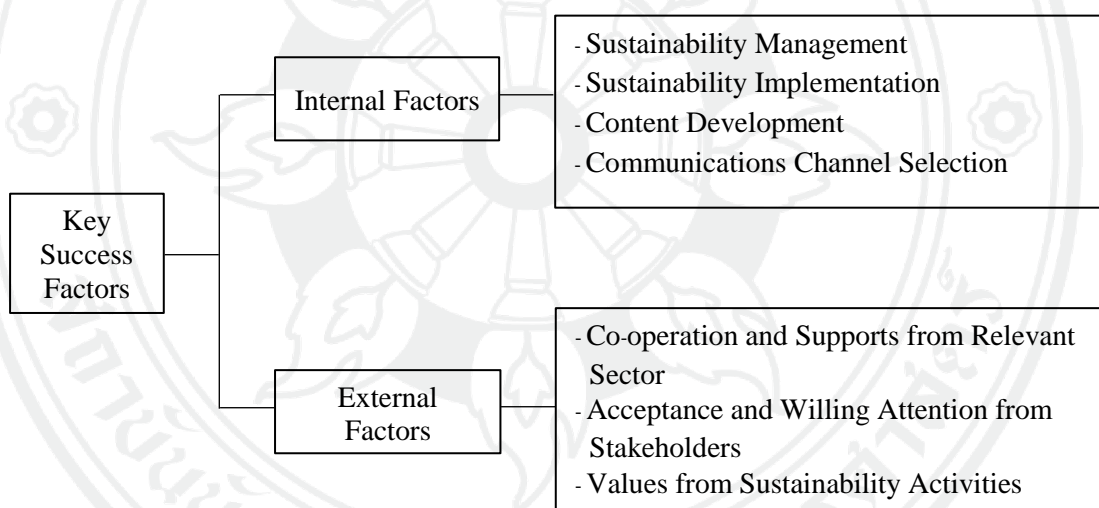 Key
Success
Factors
Internal Factors
- Sustainability Management
- Sustainability Implementation
- Content Development
- Communications Channel Selection
External
Factors
- Co-operation and Supports from Relevant
Sector
- Acceptance and Willing Attention from
Stakeholders
- Values from Sustainability Activities